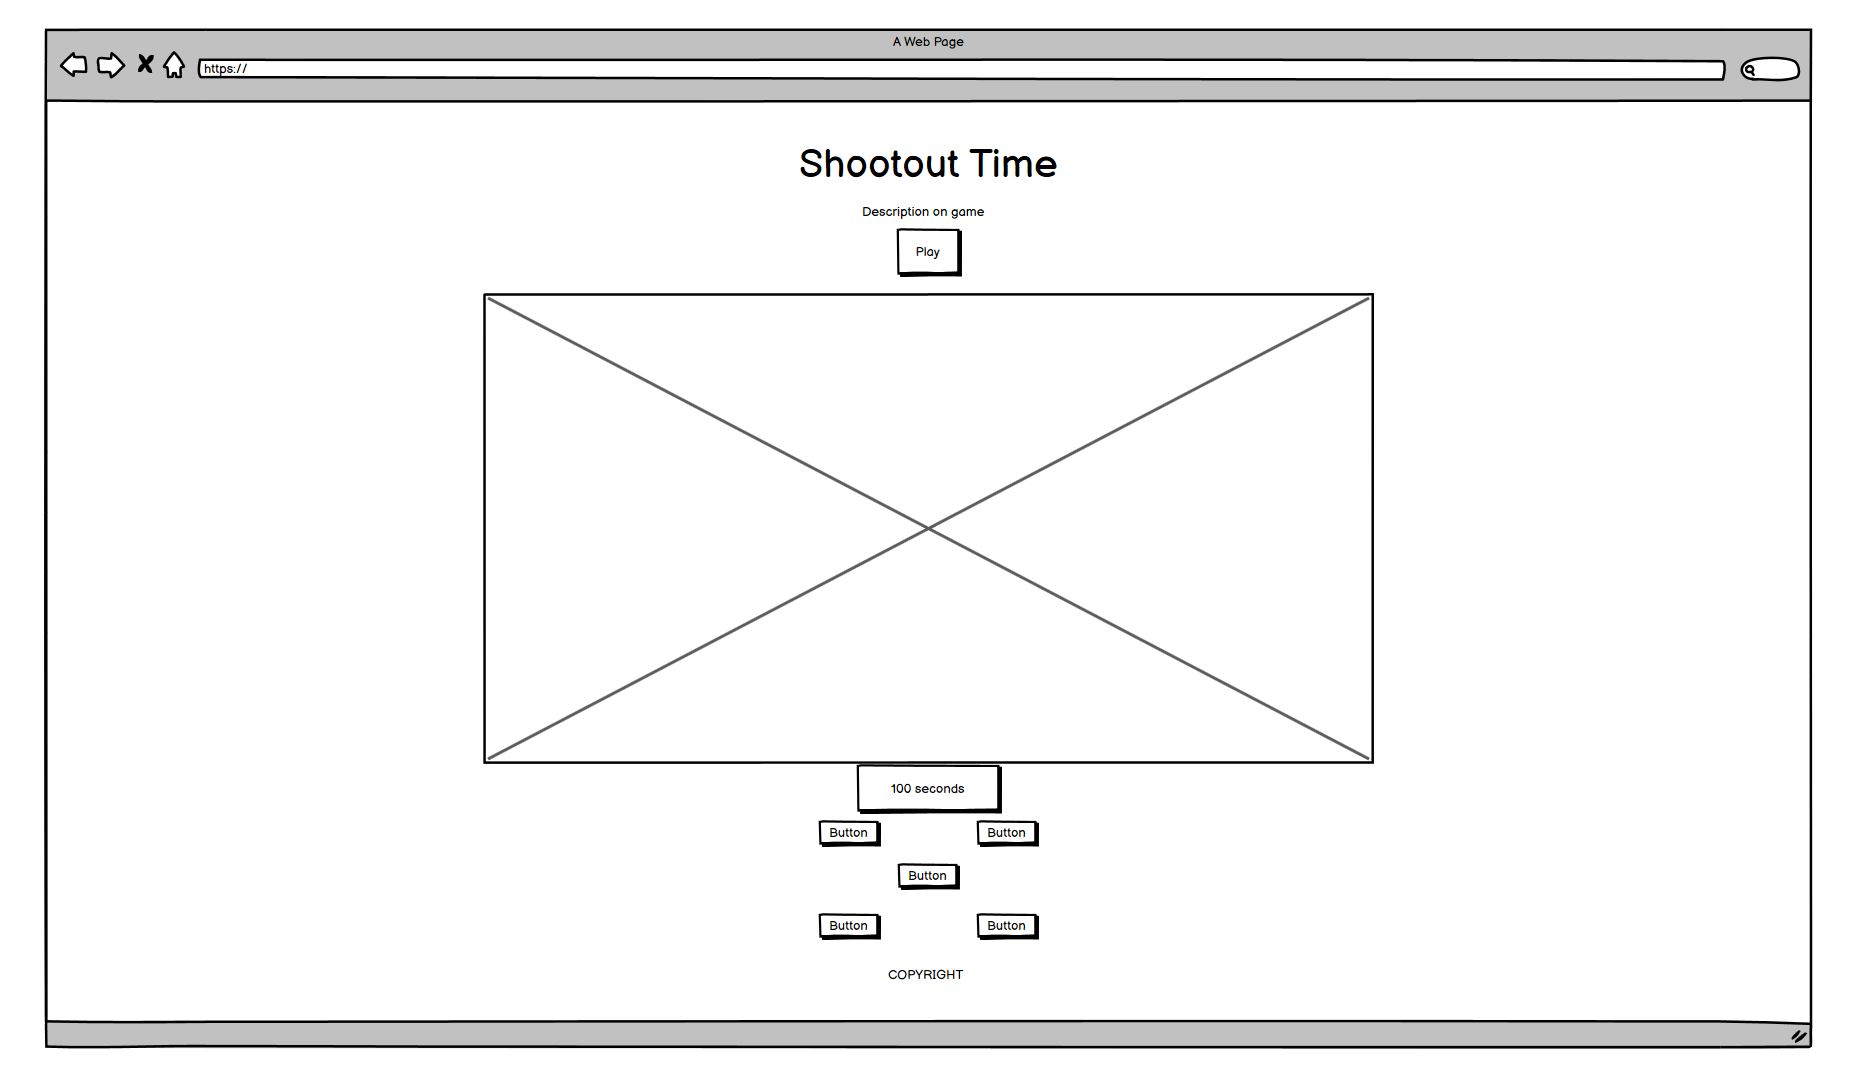 A Web Page
https://
Shootout Time
Description on game
Play
100 seconds
Button
Button
Button
Button
Button
COPYRIGHT